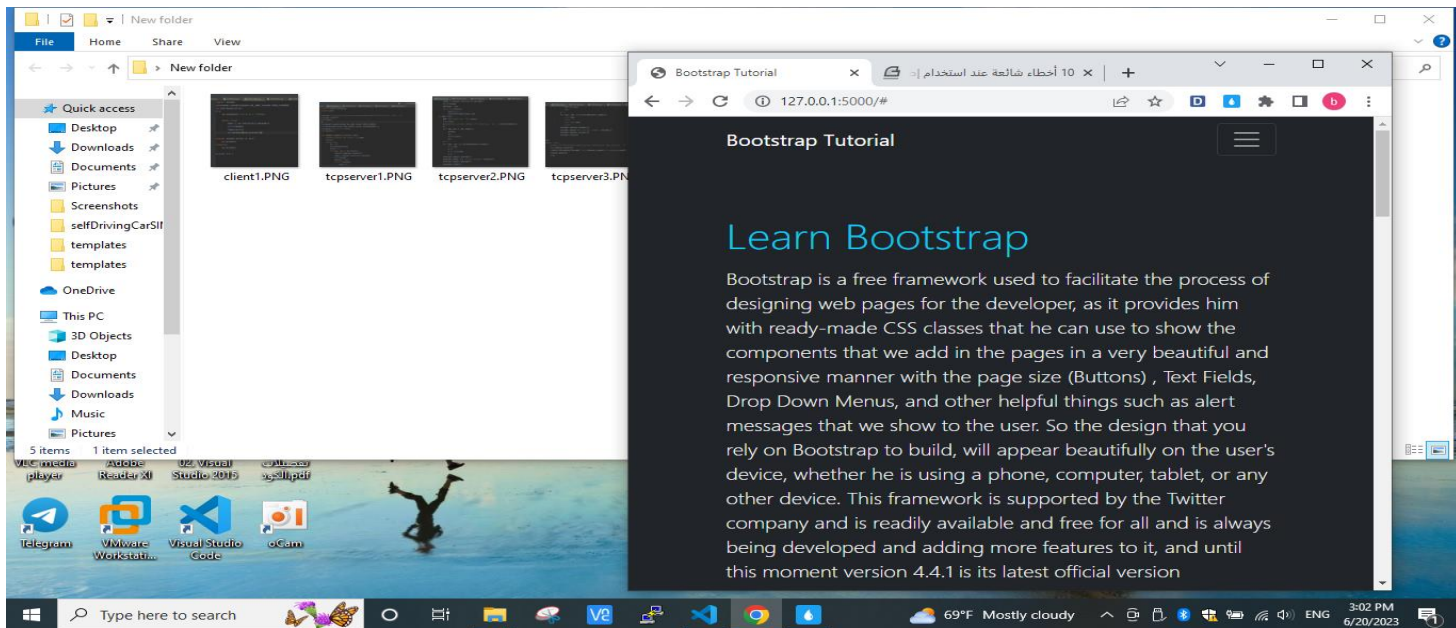 New folder
File Home Share View
New folder
Quick access
Desktop
Downloads
Documents
Pictures
Screenshots
selfDrivingCarSI
templates
templates
OneDrive
This PC
3D Objects
Desktop
Documents
Downloads
Music
Pictures
5 items 1 item selected
client1.PNG tcpserver1.PNG tcpserver2.PNG tcpserver3.PN
Bootstrap Tutorial
10 أخطاء شائعة عند استخدام
127.0.0.1:5000/#
Bootstrap Tutorial
Learn Bootstrap
Bootstrap is a free framework used to facilitate the process of
designing web pages for the developer, as it provides him
with ready-made CSS classes that he can use to show the
components that we add in the pages in a very beautiful and
responsive manner with the page size (Buttons) , Text Fields,
Drop Down Menus, and other helpful things such as alert
messages that we show to the user. So the design that you
rely on Bootstrap to build, will appear beautifully on the user's
device, whether he is using a phone, computer, tablet, or any
other device. This framework is supported by the Twitter
company and is readily available and free for all and is always
being developed and adding more features to it, and until
this moment version 4.4.1 is its latest official version
VLC media player
Adobe Reader XI
02. Visual Studio 2015
Telegram
VMware Workstati...
Visual Studio Code
oCam
Type here to search
69°F Mostly cloudy
ENG
3:02 PM
6/20/2023